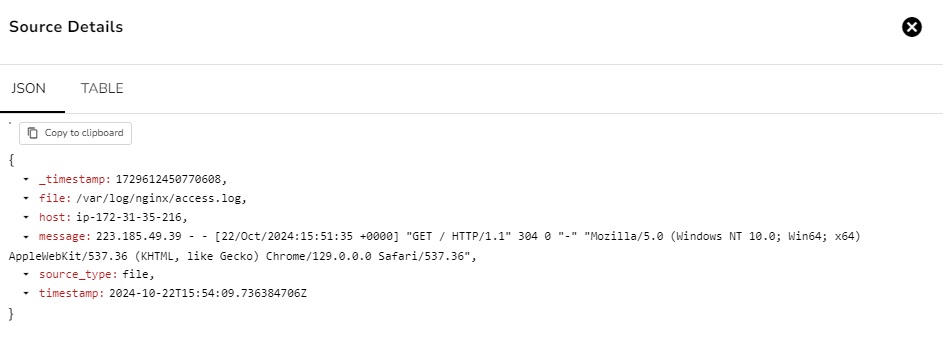 Source Details
JSON TABLE
Copy to clipboard
{
_timestamp: 1729612450770608,
file: /var/log/nginx/access.log,
host: ip-172-31-35-216,
message: 223.185.49.39 - - [22/Oct/2024:15:51:35 +0000] "GET / HTTP/1.1" 304 0 "-" "Mozilla/5.0 (Windows NT 10.0; Win64; x64)
AppleWebKit/537.36 (KHTML, like Gecko) Chrome/129.0.0.0 Safari/537.36",
source_type: file,
timestamp: 2024-10-22T15:54:09.736384706Z
}